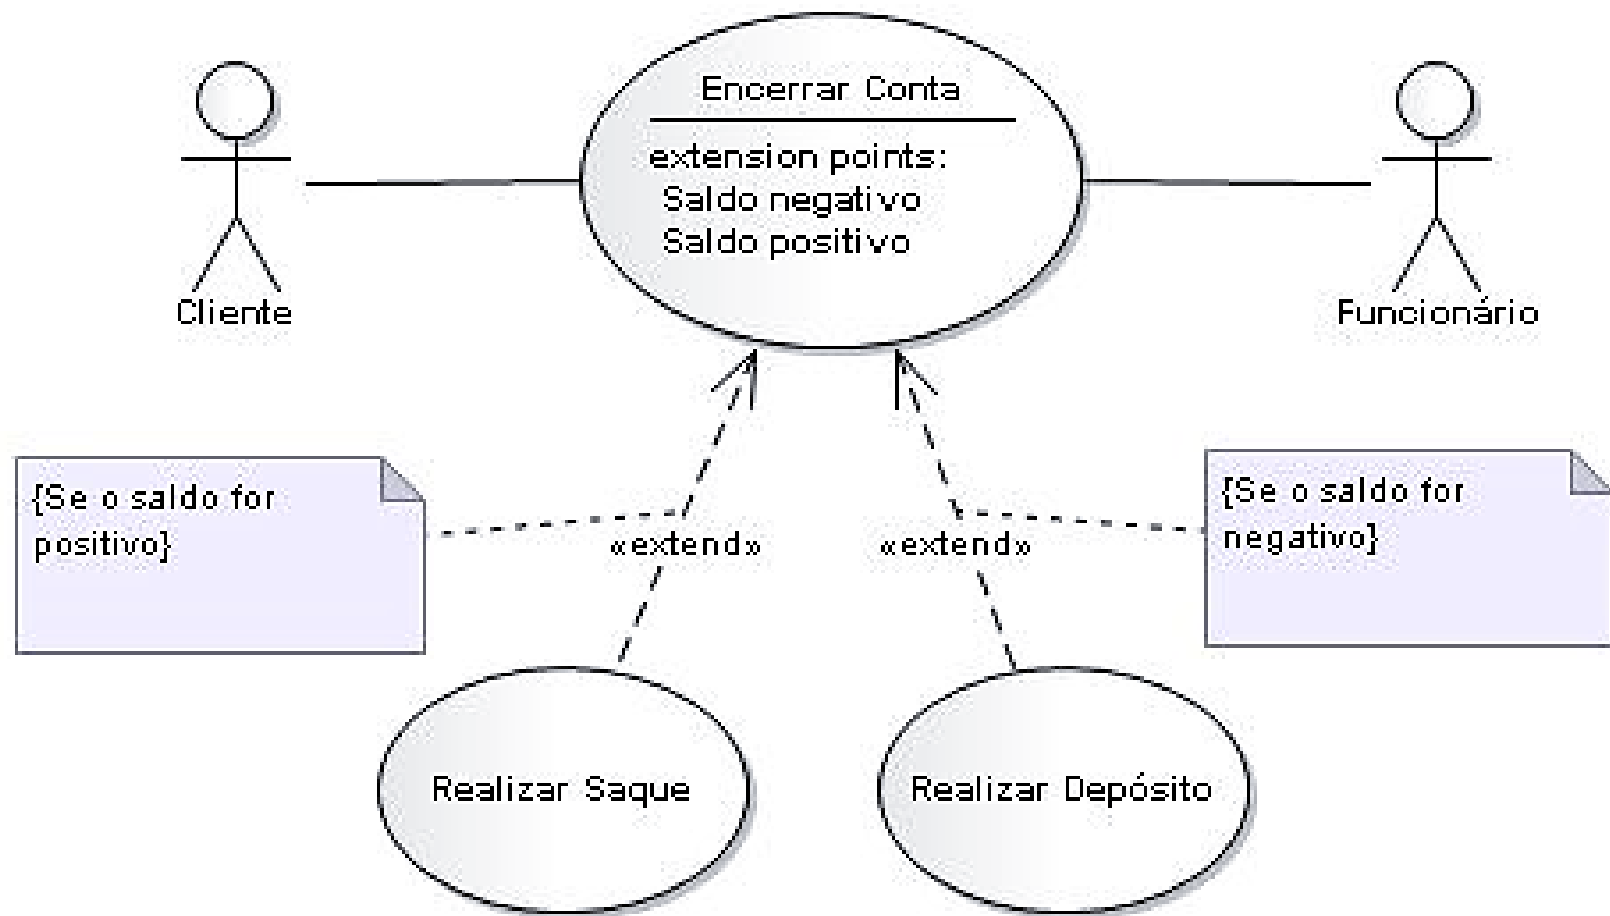 Encerrar Conta
extension points:
Saldo negativo
Saldo positivo
Cliente
Funcionário
{Se o saldo for
positivo}
«extend»
«extend»
{Se o saldo for
negativo}
Realizar Saque
Realizar Depósito